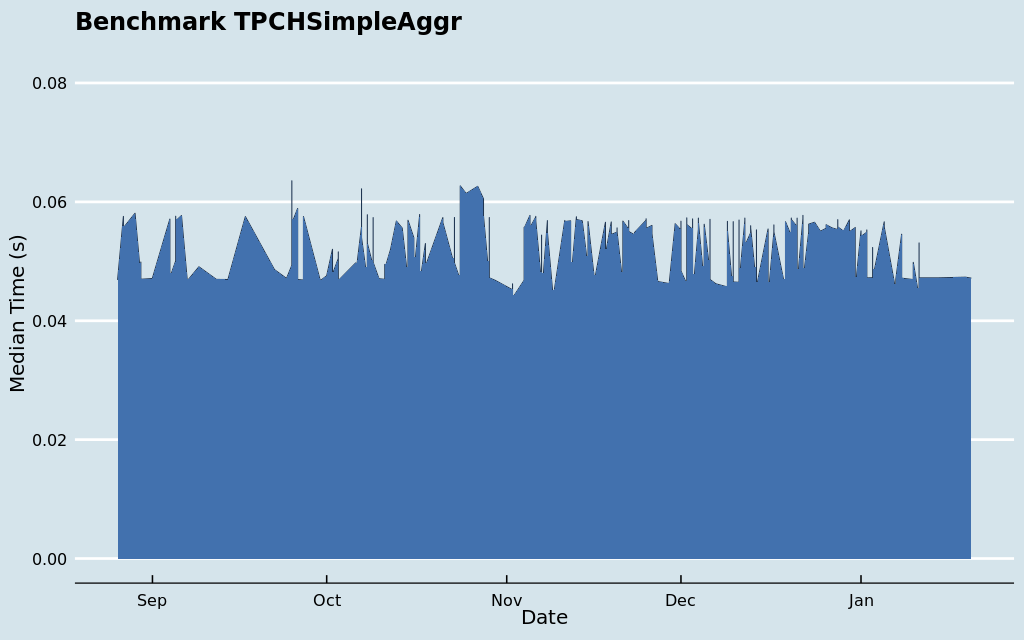 Benchmark TPCHSimpleAggr
Median Time (s)
0.08
0.06
0.04
0.02
0.00
Sep Oct Nov Dec Jan
Date